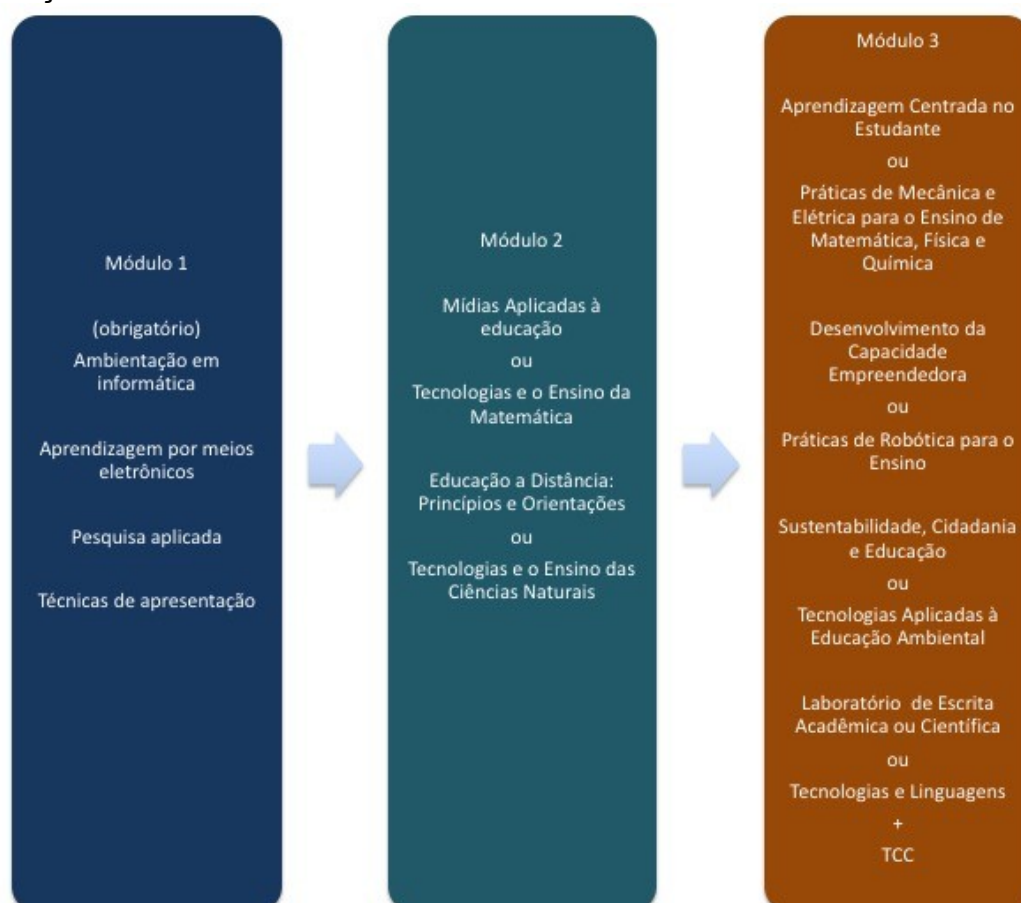 Módulo 1
(obrigatório)
Ambientação em
informática
Aprendizagem por meios
eletrônicos
Pesquisa aplicada
Técnicas de apresentação
Módulo 2
Mídias Aplicadas à
educação
ou
Tecnologias e o Ensino da
Matemática
Educação a Distância:
Princípios e Orientações
ou
Tecnologias e o Ensino das
Ciências Naturais
Módulo 3
Aprendizagem Centrada no
Estudante
ou
Práticas de Mecânica e
Elétrica para o Ensino de
Matemática, Física e
Química
Desenvolvimento da
Capacidade
Empreendedora
ou
Práticas de Robótica para o
Ensino
Sustentabilidade, Cidadania
e Educação
ou
Tecnologias Aplicadas à
Educação Ambiental
Laboratório de Escrita
Acadêmica ou Científica
ou
Tecnologias e Linguagens
+
TCC